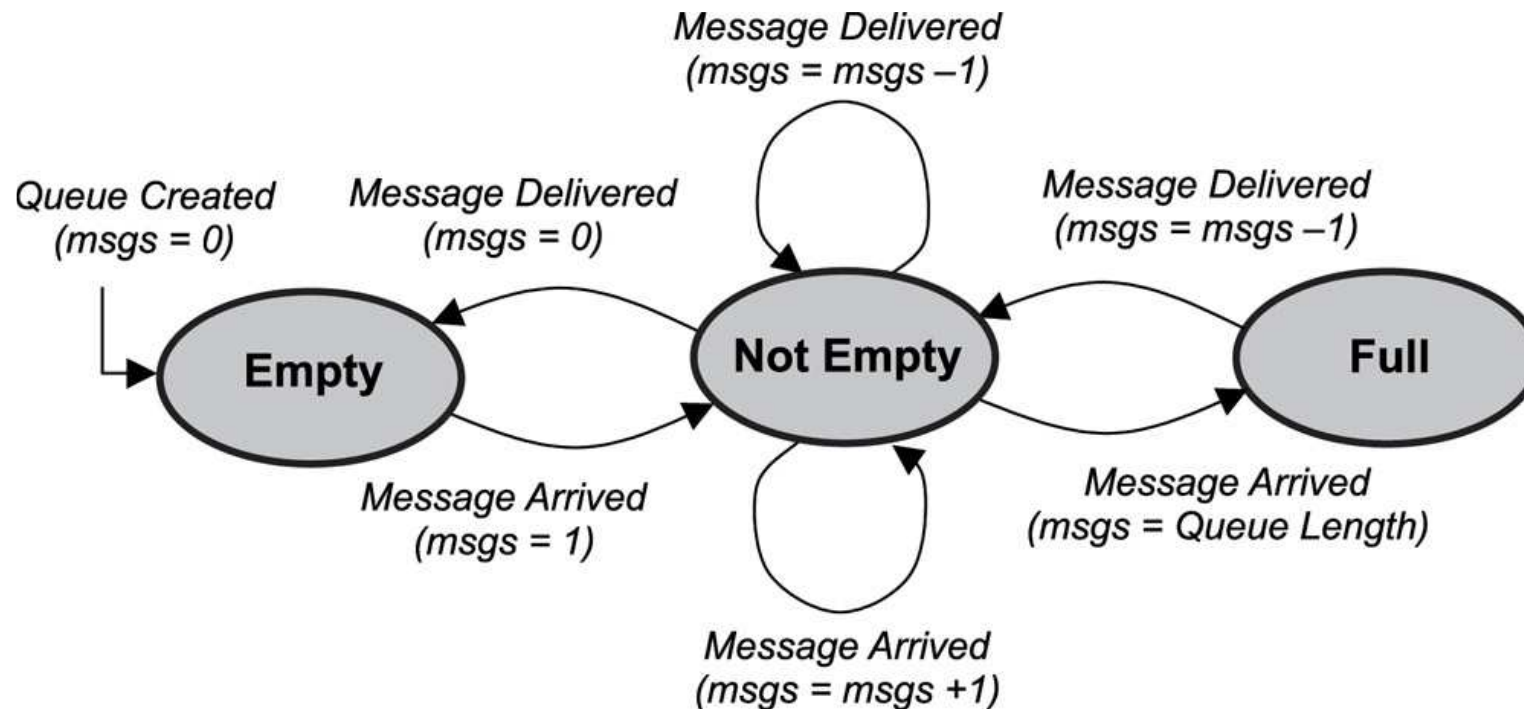 Message Delivered
(msgs = msgs –1)
Queue Created
(msgs = 0)
Message Delivered
(msgs = 0)
Message Delivered
(msgs = msgs –1)
Empty
Not Empty
Full
Message Arrived
(msgs = 1)
Message Arrived
(msgs = Queue Length)
Message Arrived
(msgs = msgs +1)